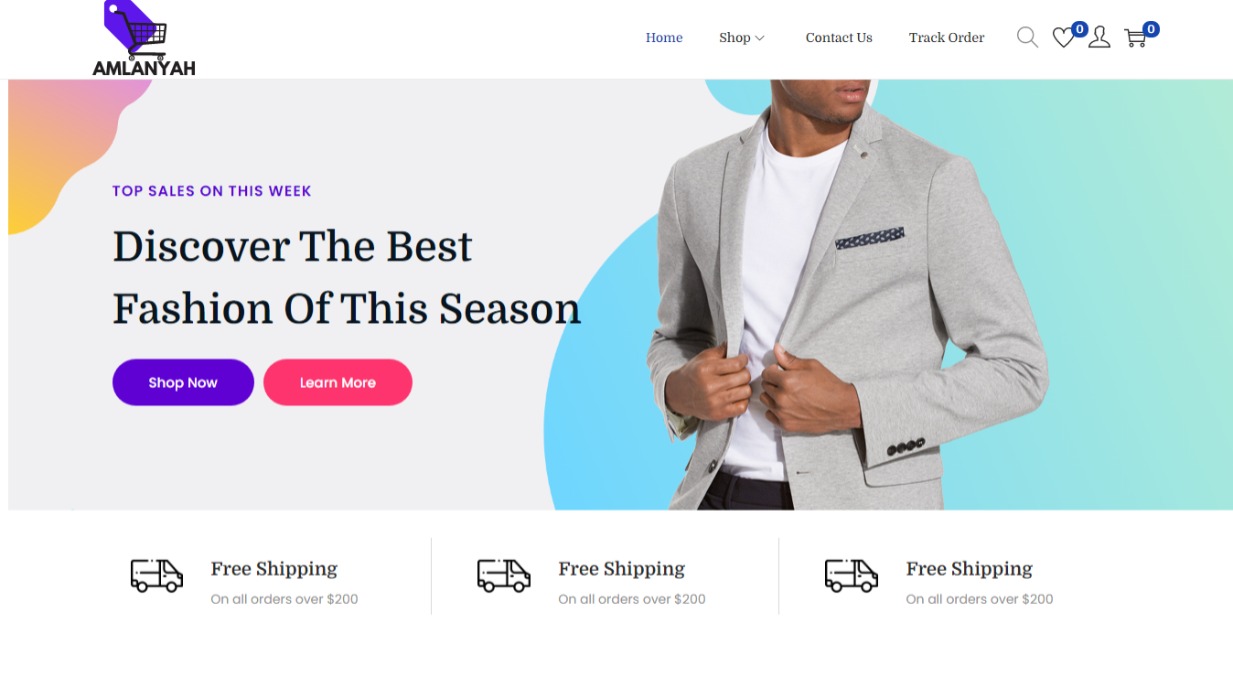 AMLANYAH
Home
Shop
Contact Us
Track Order
0
0
TOP SALES ON THIS WEEK
Discover The Best
Fashion Of This Season
Shop Now
Learn More
Free Shipping
On all orders over $200
Free Shipping
On all orders over $200
Free Shipping
On all orders over $200